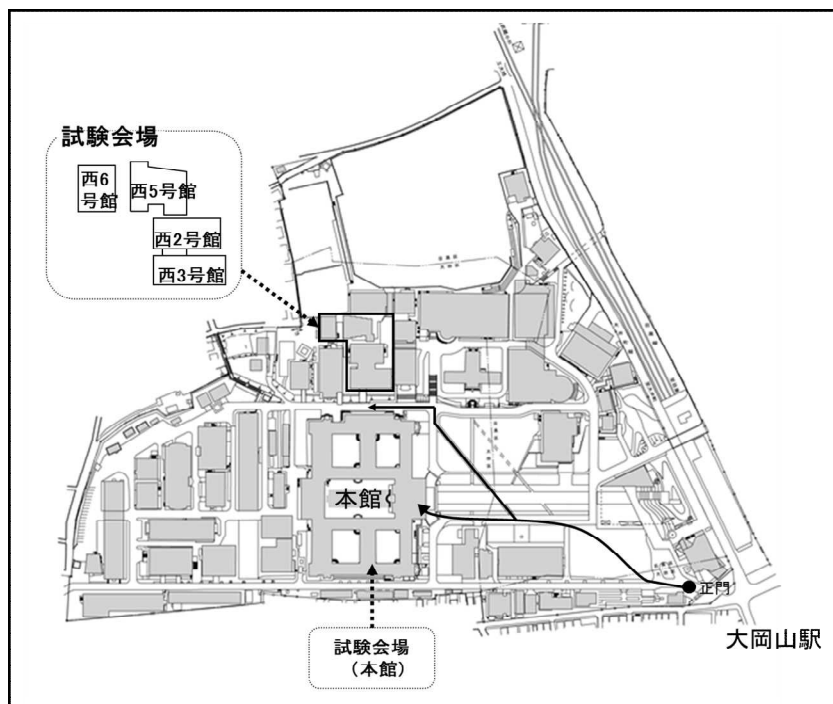 試験会場
西6
号館
西5号館
西2号館
西3号館
本館
正門
大岡山駅
試験会場
（本館）